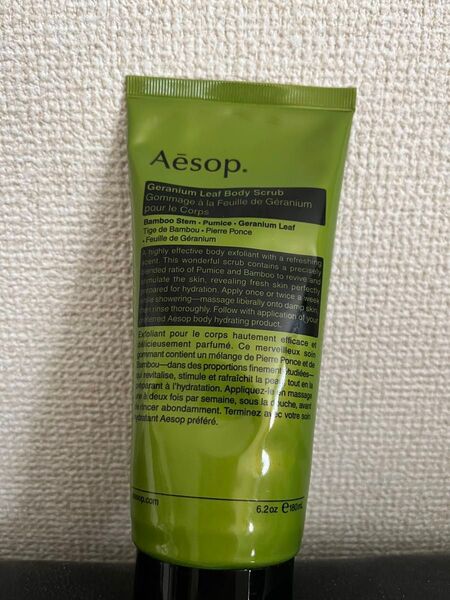 Aēsop.
Geranium Leaf Body Scrub
Gommage à la Feuille de Géranium
pour le Corps
Bamboo Stem • Pumice • Geranium Leaf
Tige de Bambou • Pierre Ponce
• Feuille de Géranium
A highly effective body exfoliant with a refreshing
scent. This wonderful scrub contains a precisely
blended ratio of Pumice and Bamboo to revive and
stimulate the skin, revealing fresh skin perfectly
prepared for hydration. Apply once or twice a week
while showering—massage liberally onto damp skin,
then rinse thoroughly. Follow with application of your
preferred Aesop body hydrating product.
Exfoliant pour le corps hautement efficace et
délicieusement parfumé. Ce merveilleux soin
gommant contient un mélange de Pierre Ponce et de
Bambou—dans des proportions finement étudiées—
qui revitalise, stimule et rafraîchit la peau, tout en la
préparant à l'hydratation. Appliquez-le en massage
une à deux fois par semaine, sous la douche, avant
de rincer abondamment. Terminez avec votre soin
hydratant Aesop préféré.
sop.com
6.2 oz ℮180mL